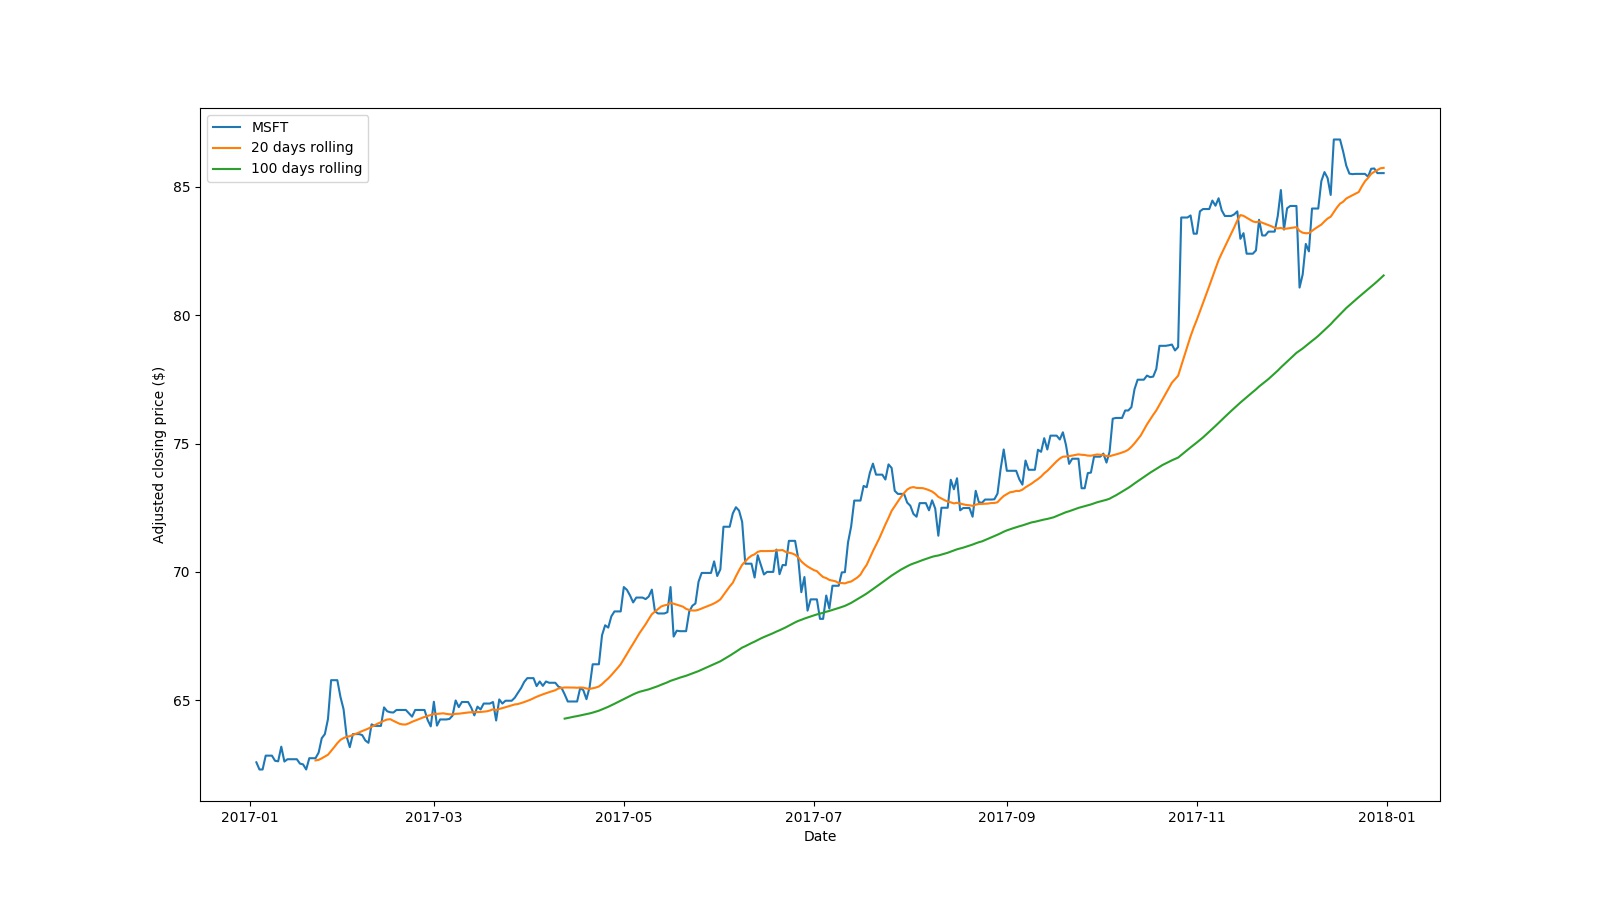 MSFT
20 days rolling
100 days rolling
85
80
75
70
65
Adjusted closing price ($)
2017-01 2017-03 2017-05 2017-07 2017-09 2017-11 2018-01
Date